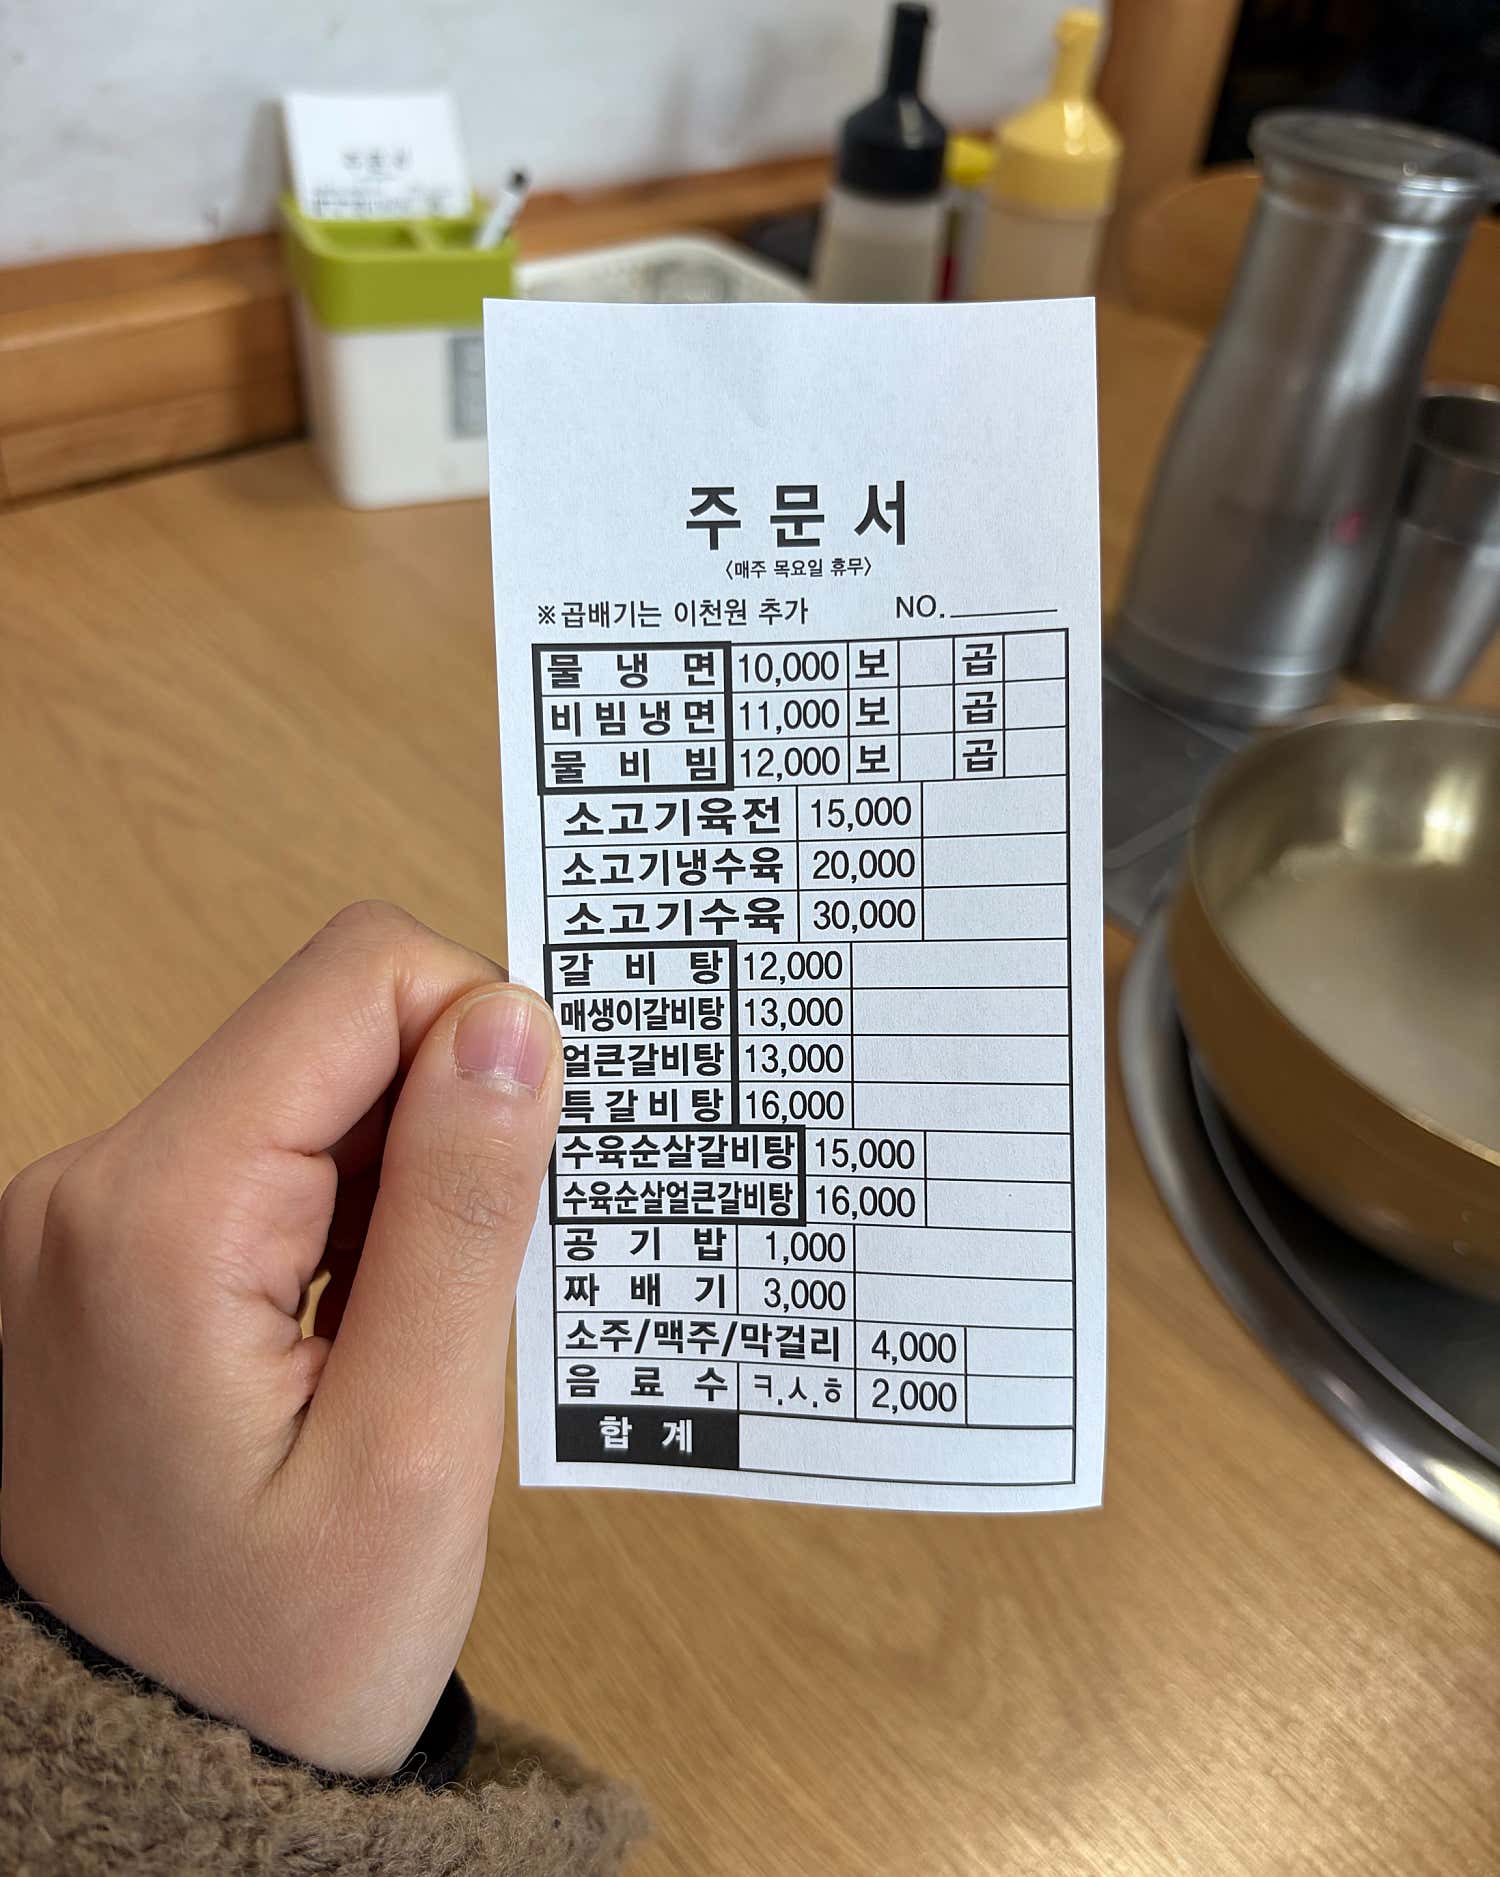 주문서
<매주 목요일 휴무>
※곱배기는 이천원 추가 NO.
물냉면 10,000 보 곱
비빔냉면 11,000 보 곱
물비빔 12,000 보 곱
소고기육전 15,000
소고기냉수육 20,000
소고기수육 30,000
갈비탕 12,000
매생이갈비탕 13,000
얼큰갈비탕 13,000
특갈비탕 16,000
수육순살갈비탕 15,000
수육순살얼큰갈비탕 16,000
공기밥 1,000
짜배기 3,000
소주/맥주/막걸리 4,000
음료수 ㅋ.ㅅ.ㅎ 2,000
합계
주문서